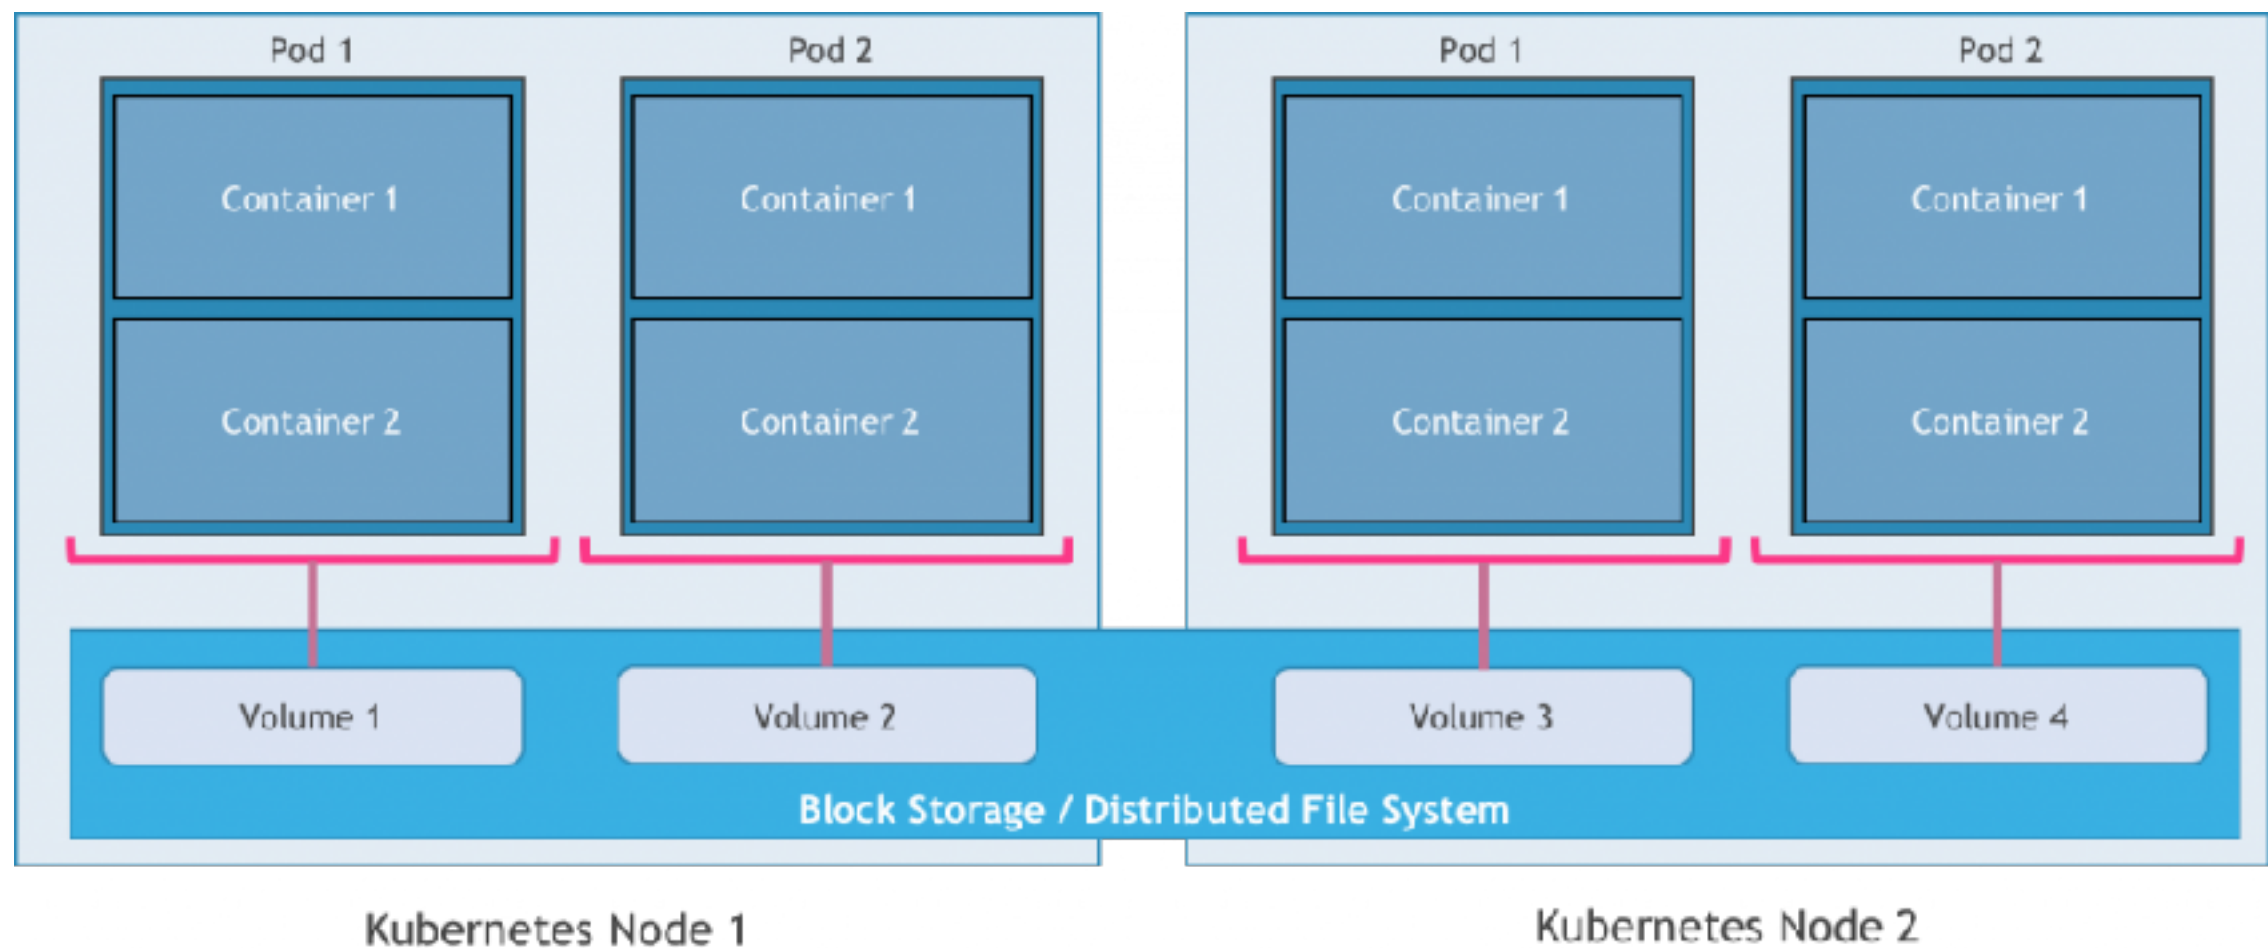 Pod 1
Pod 2
Container 1
Container 1
Container 2
Container 2
Volume 1
Volume 2
Pod 1
Pod 2
Container 1
Container 1
Container 2
Container 2
Volume 3
Volume 4
Block Storage / Distributed File System
Kubernetes Node 1
Kubernetes Node 2